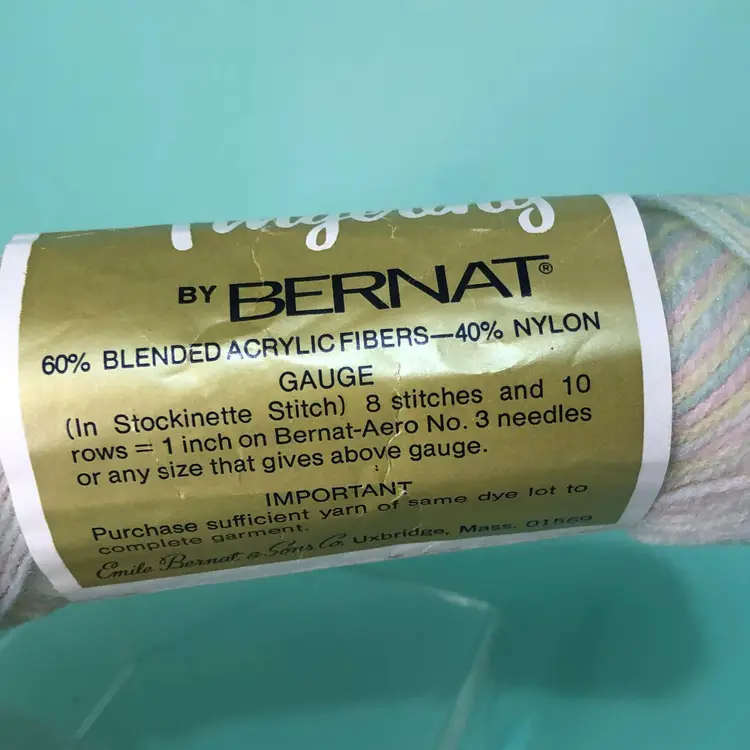 BY BERNAT®
60% BLENDED ACRYLIC FIBERS—40% NYLON
GAUGE
(In Stockinette Stitch) 8 stitches and 10
rows = 1 inch on Bernat-Aero No. 3 needles
or any size that gives above gauge.
IMPORTANT
Purchase sufficient yarn of same dye lot to
complete garment.
Emile Bernat & Sons Co. Uxbridge, Mass. 01569